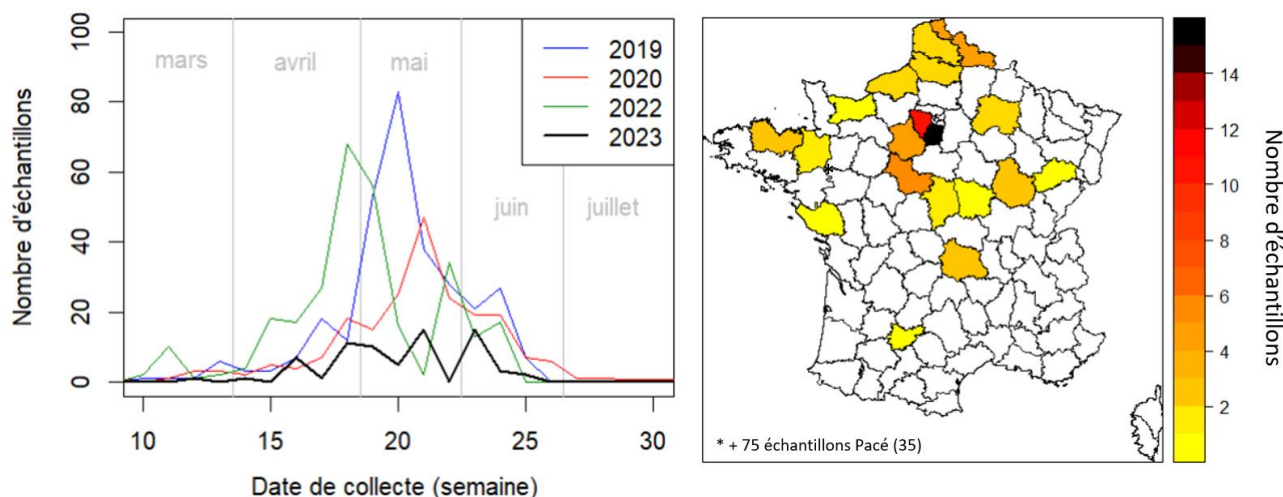 100
80
60
40
20
0
Nombre d'échantillons
mars
avril
mai
juin
juillet
2019
2020
2022
2023
10
15
20
25
30
Date de collecte (semaine)
* + 75 échantillons Pacé (35)
*
14
12
10
8
6
4
2
Nombre d'échantillons